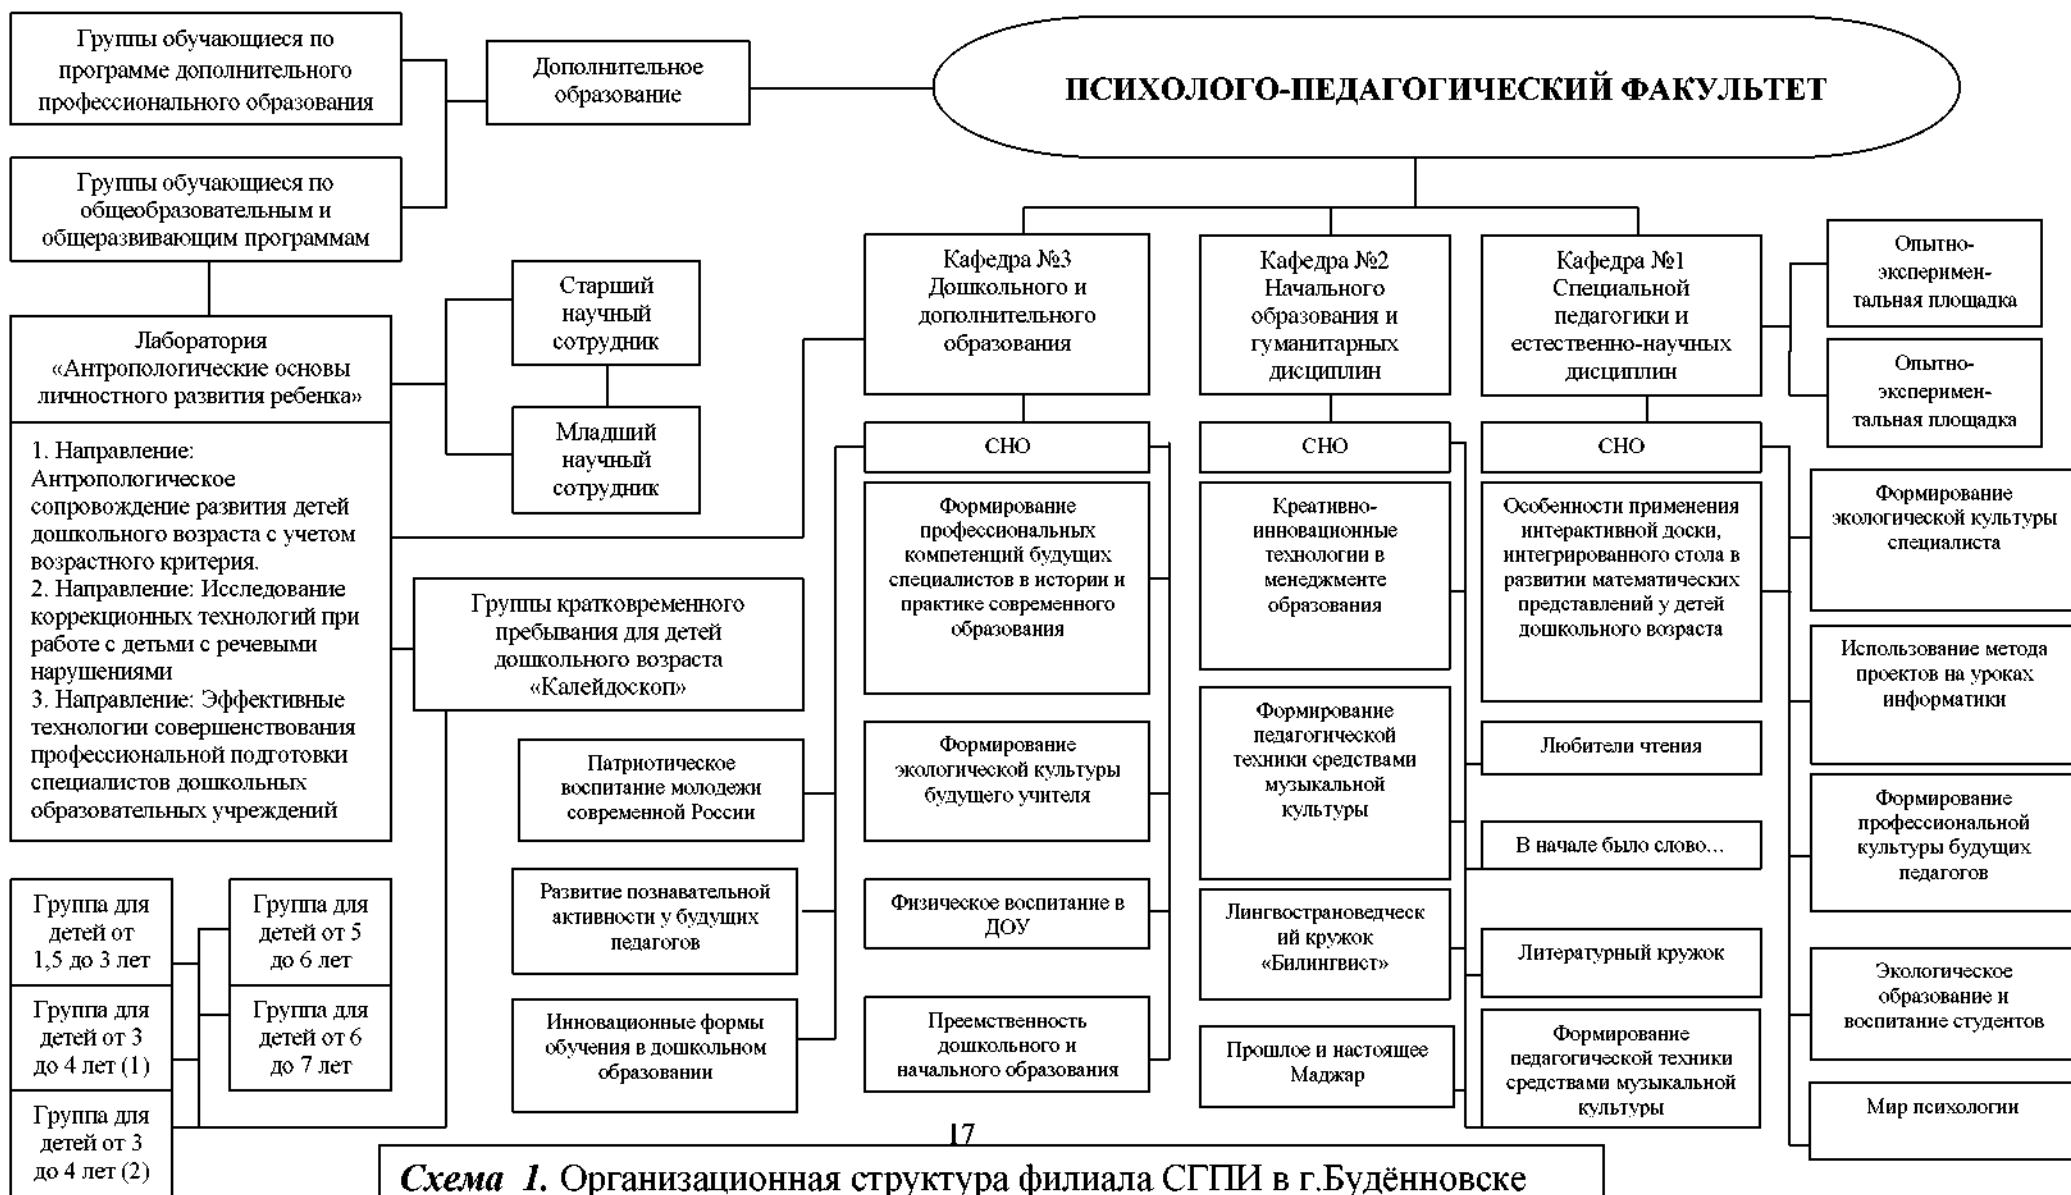 Группы обучающиеся по
программе дополнительного
профессионального образования
Дополнительное
образование
ПСИХОЛОГО-ПЕДАГОГИЧЕСКИЙ ФАКУЛЬТЕТ
Группы обучающиеся по
общеобразовательным и
общеразвивающим программам
Лаборатория
«Антропологические основы
личностного развития ребенка»
1. Направление:
Антропологическое
сопровождение развития детей
дошкольного возраста с учетом
возрастного критерия.
2. Направление: Исследование
коррекционных технологий при
работе с детьми с речевыми
нарушениями
3. Направление: Эффективные
технологии совершенствования
профессиональной подготовки
специалистов дошкольных
образовательных учреждений
Старший
научный
сотрудник
Младший
научный
сотрудник
Группы кратковременного
пребывания для детей
дошкольного возраста
«Калейдоскоп»
Группа для
детей от
1,5 до 3 лет
Группа для
детей от 3
до 4 лет (1)
Группа для
детей от 3
до 4 лет (2)
Группа для
детей от 5
до 6 лет
Группа для
детей от 6
до 7 лет
Кафедра №3
Дошкольного и
дополнительного
образования
СНО
Формирование
профессиональных
компетенций будущих
специалистов в истории и
практике современного
образования
Формирование
экологической культуры
будущего учителя
Физическое воспитание в
ДОУ
Преемственность
дошкольного и
начального образования
Патриотическое
воспитание молодежи
современной России
Развитие познавательной
активности у будущих
педагогов
Инновационные формы
обучения в дошкольном
образовании
Кафедра №2
Начального
образования и
гуманитарных
дисциплин
СНО
Креативно-
инновационные
технологии в
менеджменте
образования
Формирование
педагогической
техники средствами
музыкальной
культуры
Лингвострановедческ
ий кружок
«Билингвист»
Прошлое и настоящее
Маджар
Кафедра №1
Специальной
педагогики и
естественно-научных
дисциплин
СНО
Особенности применения
интерактивной доски,
интегрированного стола в
развитии математических
представлений у детей
дошкольного возраста
Любители чтения
В начале было слово…
Литературный кружок
Формирование
педагогической техники
средствами музыкальной
культуры
Опытно-
эксперимен-
тальная площадка
Опытно-
эксперимен-
тальная площадка
Формирование
экологической культуры
специалиста
Использование метода
проектов на уроках
информатики
Формирование
профессиональной
культуры будущих
педагогов
Экологическое
образование и
воспитание студентов
Мир психологии
17
Схема 1. Организационная структура филиала СГПИ в г.Будённовске